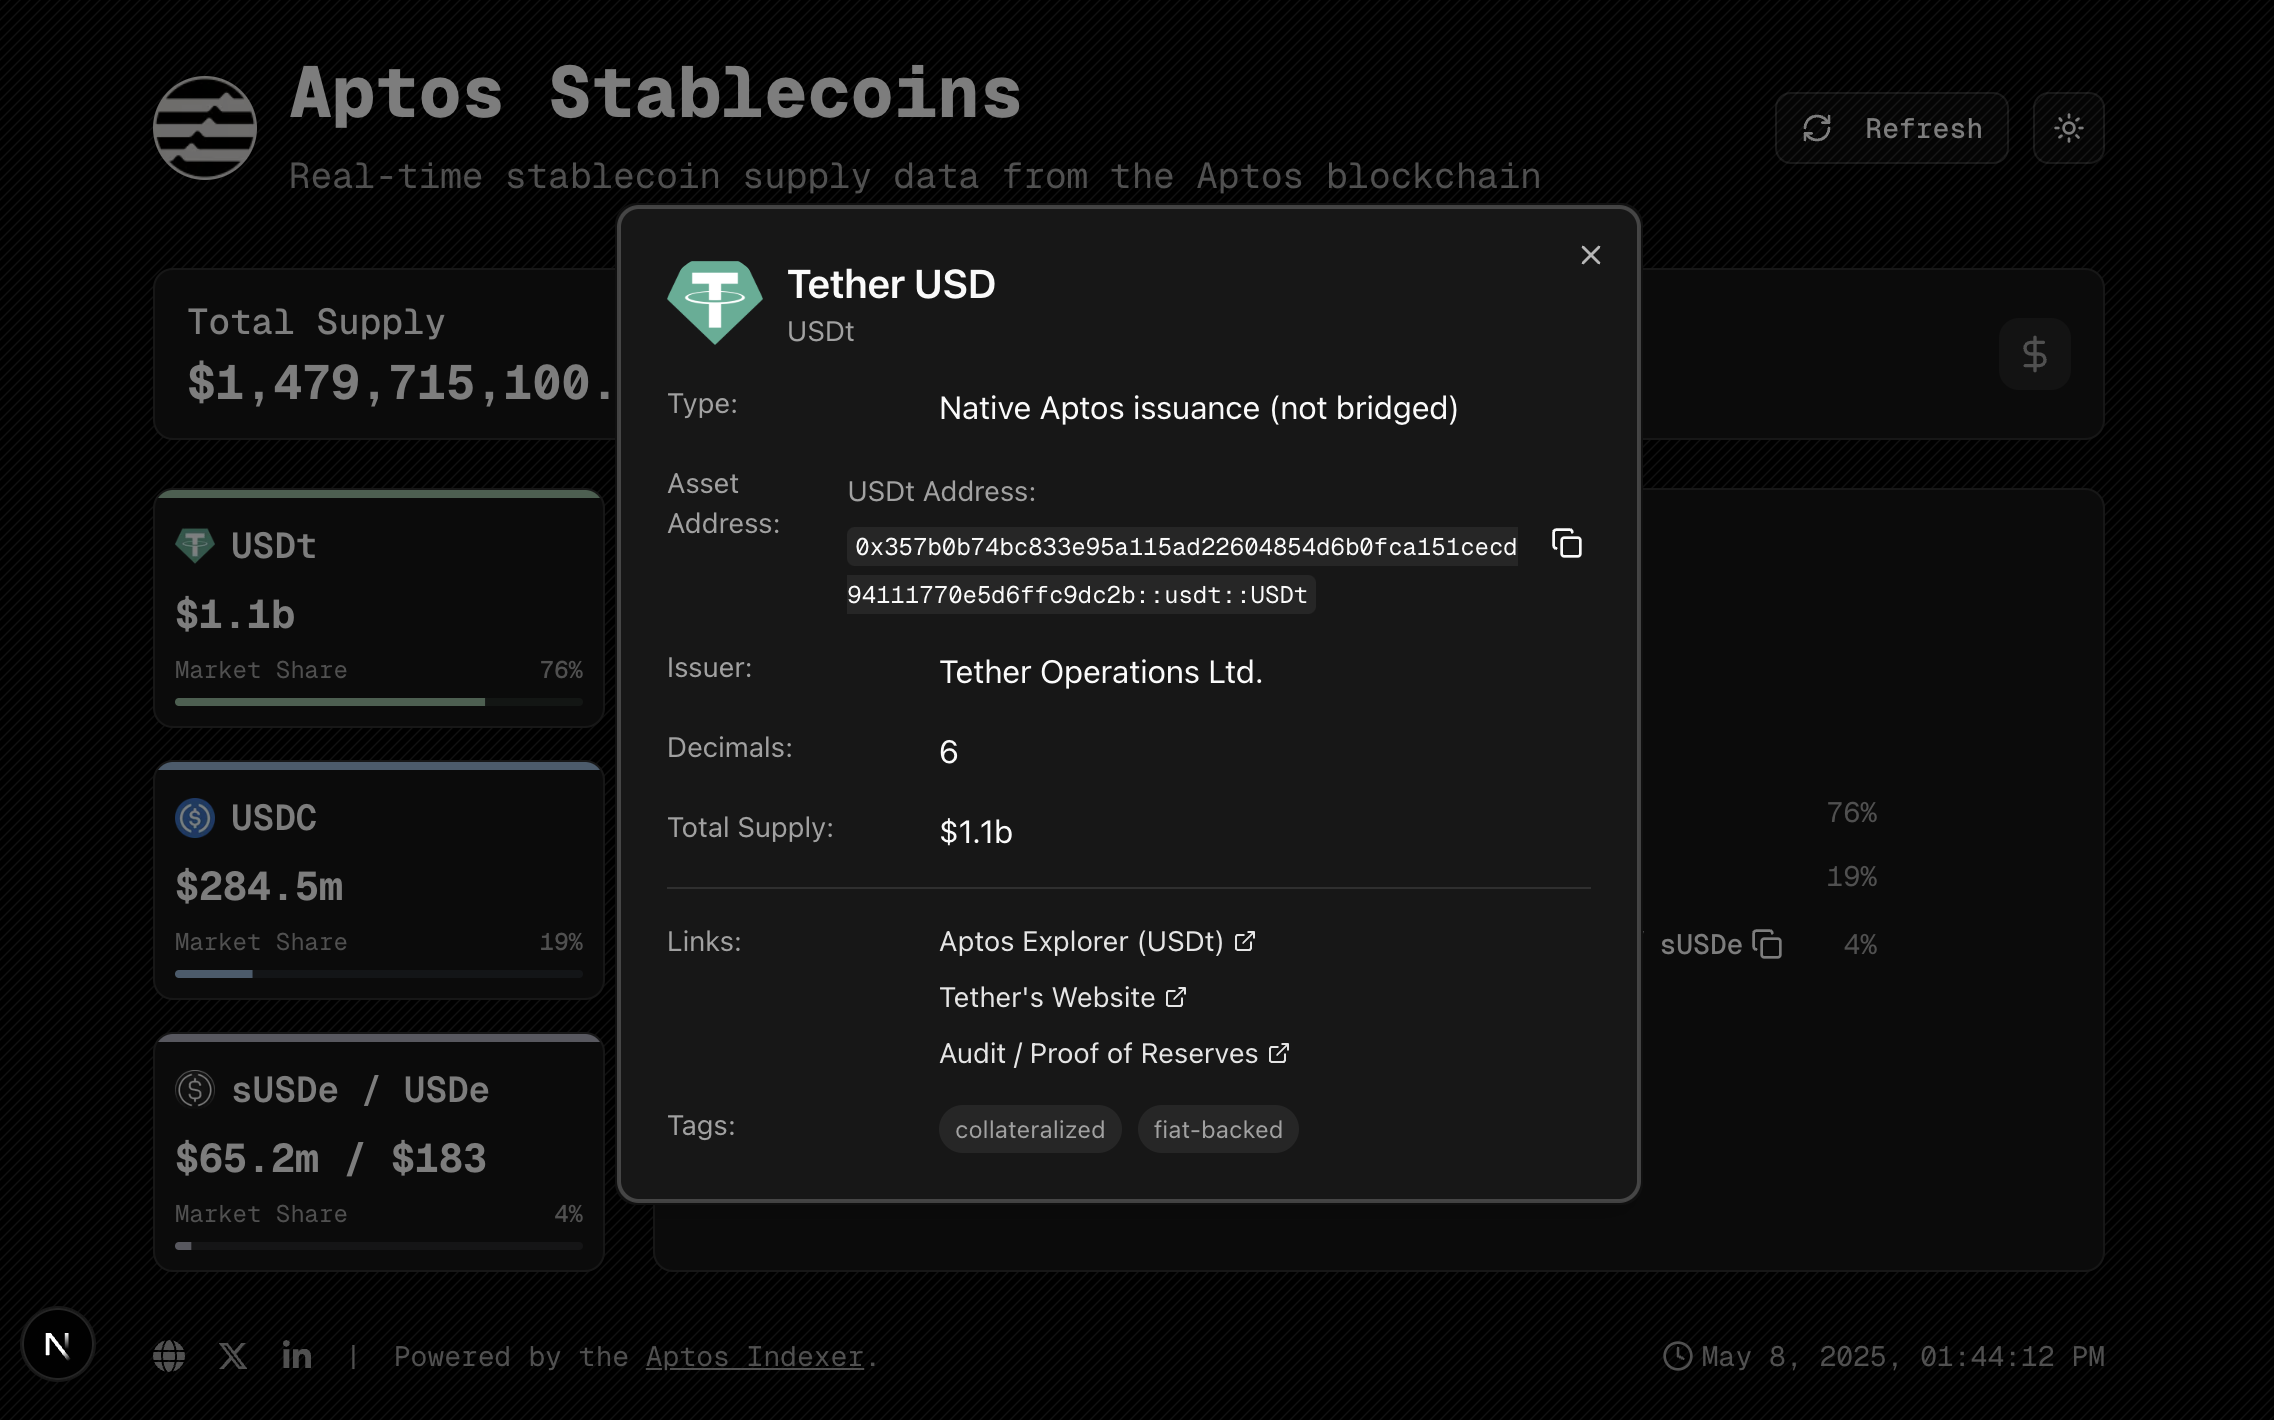 Aptos Stablecoins
Real-time stablecoin supply data from the Aptos blockchain
Refresh
Total Supply
$1,479,715,100.
$
USDt
$1.1b
Market Share 76%
USDC
$284.5m
Market Share 19%
sUSDe / USDe
$65.2m / $183
Market Share 4%
Tether USD
USDt
Type: Native Aptos issuance (not bridged)
Asset
Address:
USDt Address:
0x357b0b74bc833e95a115ad22604854d6b0fca151cecd
94111770e5d6ffc9dc2b::usdt::USDt
Issuer: Tether Operations Ltd.
Decimals: 6
Total Supply: $1.1b
Links: Aptos Explorer (USDt)
Tether's Website
Audit / Proof of Reserves
Tags: collateralized fiat-backed
76%
19%
sUSDe 4%
N
X in | Powered by the Aptos Indexer.
May 8, 2025, 01:44:12 PM